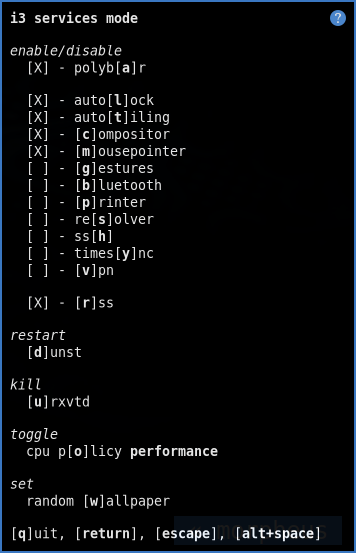 i3 services mode
?
enable/disable
[X] - polyb[a]r
[X] - auto[l]ock
[X] - auto[t]iling
[X] - [c]ompositor
[X] - [m]ousepointer
[ ] - [g]estures
[ ] - [b]luetooth
[ ] - [p]rinter
[ ] - re[s]olver
[ ] - ss[h]
[ ] - times[y]nc
[ ] - [v]pn
[X] - [r]ss
restart
[d]unst
kill
[u]rxvtd
toggle
cpu p[o]licy performance
set
random [w]allpaper
[q]uit, [return], [escape], [alt+space]